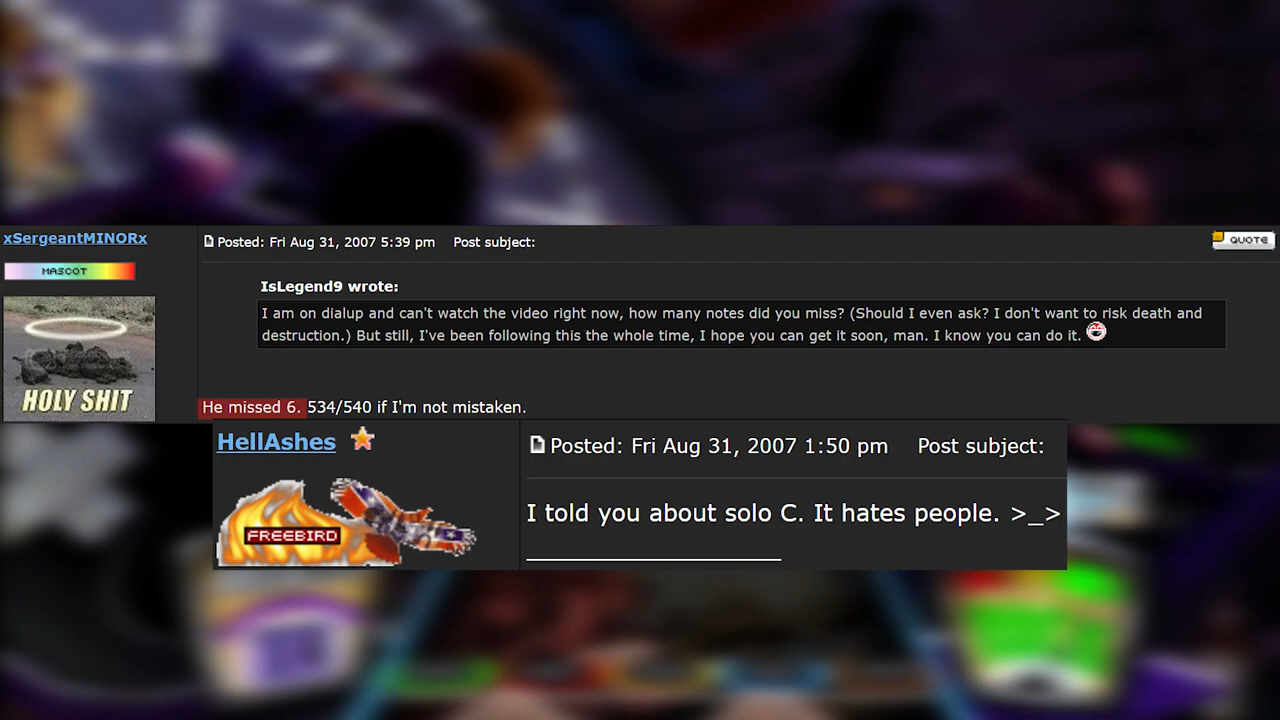 xSergeantMINORx
Posted: Fri Aug 31, 2007 5:39 pm Post subject:
QUOTE
MASCOT
HOLY SHIT
IsLegend9 wrote:
I am on dialup and can't watch the video right now, how many notes did you miss? (Should I even ask? I don't want to risk death and
destruction.) But still, I've been following this the whole time, I hope you can get it soon, man. I know you can do it.
He missed 6. 534/540 if I'm not mistaken.
HellAshes
Posted: Fri Aug 31, 2007 1:50 pm Post subject:
FREEBIRD
I told you about solo C. It hates people. >_>